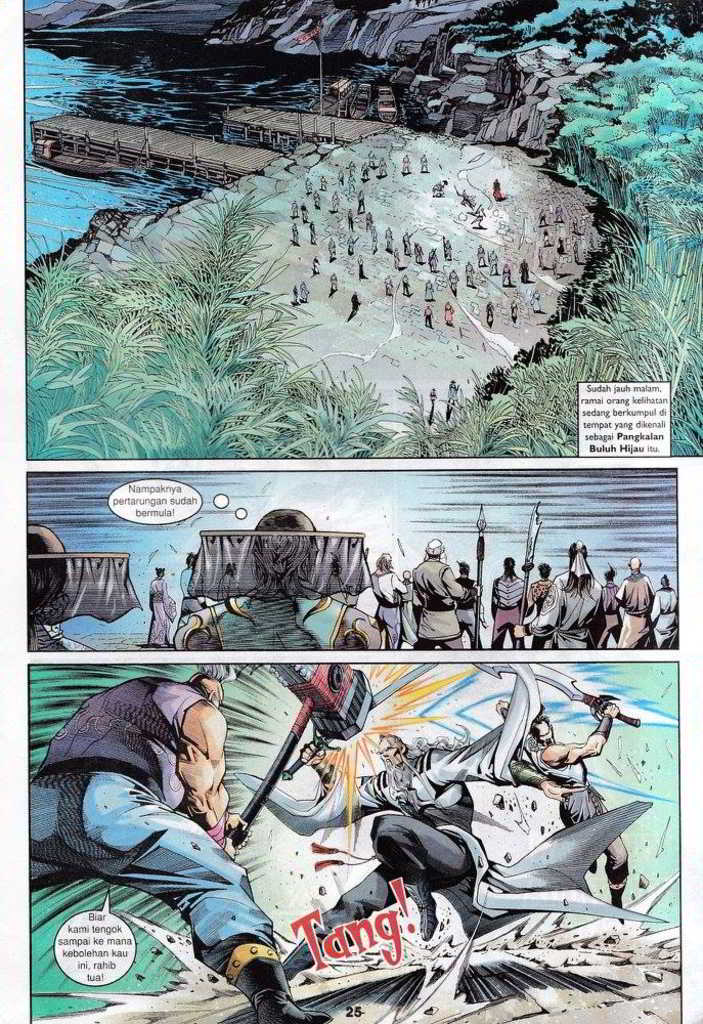 Sudah jauh malam,
ramai orang kelihatan
sedang berkumpul di
tempat yang dikenali
sebagai Pangkalan
Buluh Hijau itu.
Nampaknya
pertarungan sudah
bermula!
Biar
kami tengok
sampai ke mana
kebolehan kau
ini, rahib
tua!
Tang!
25